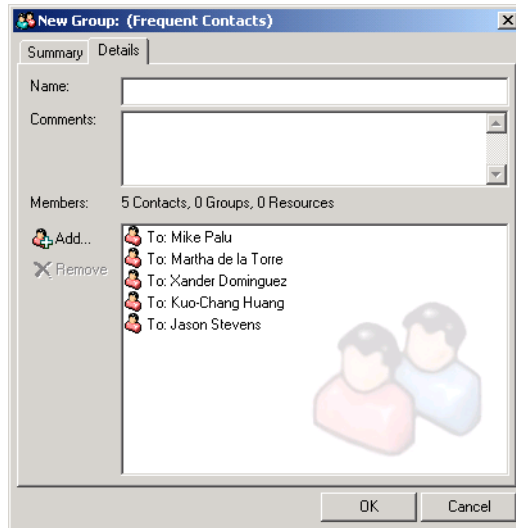 New Group: (Frequent Contacts)
Summary Details
Name:
Comments:
Members: 5 Contacts, 0 Groups, 0 Resources
Add...
Remove
To: Mike Palu
To: Martha de la Torre
To: Xander Dominguez
To: Kuo-Chang Huang
To: Jason Stevens
OK Cancel